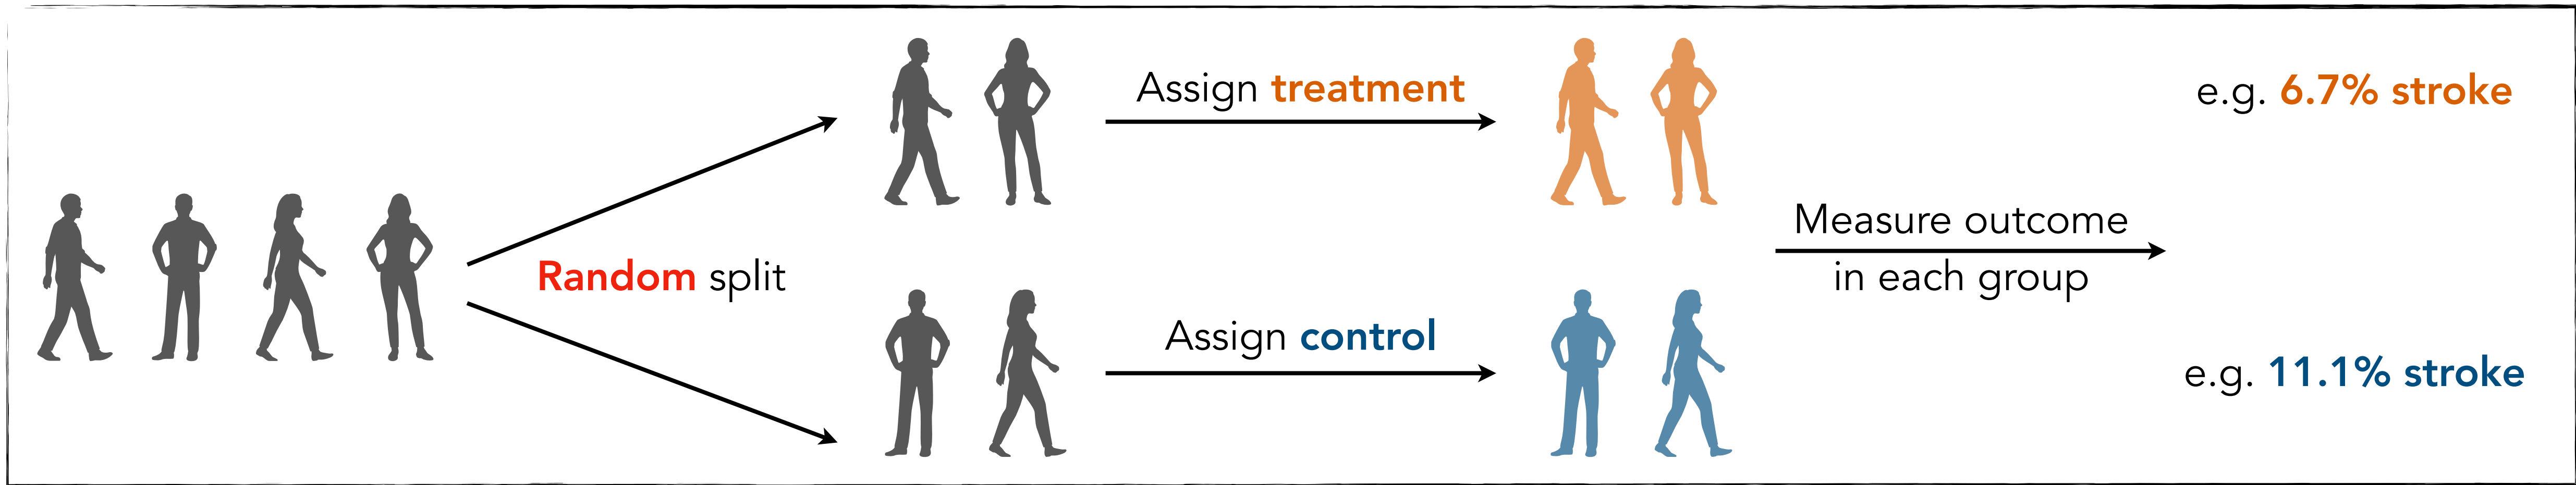 Random split
Assign treatment
Assign control
Measure outcome
in each group
e.g. 6.7% stroke
e.g. 11.1% stroke